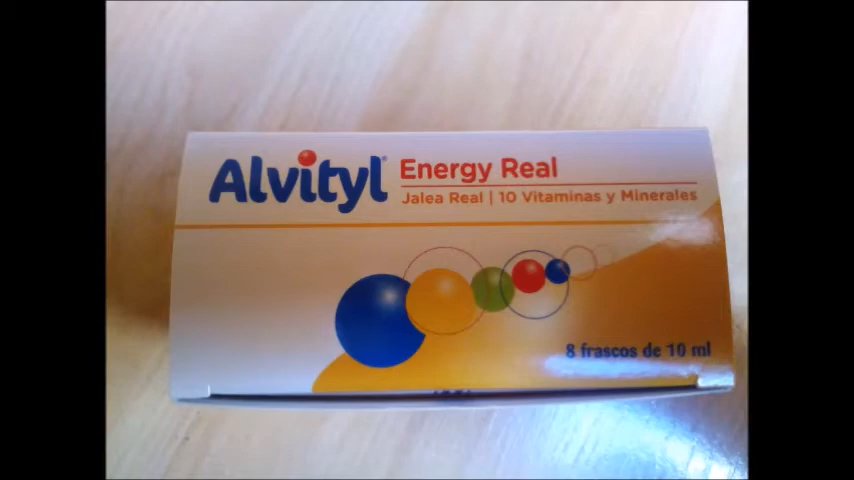 Alvityl®
Energy Real
Jalea Real | 10 Vitaminas y Minerales
8 frascos de 10 ml